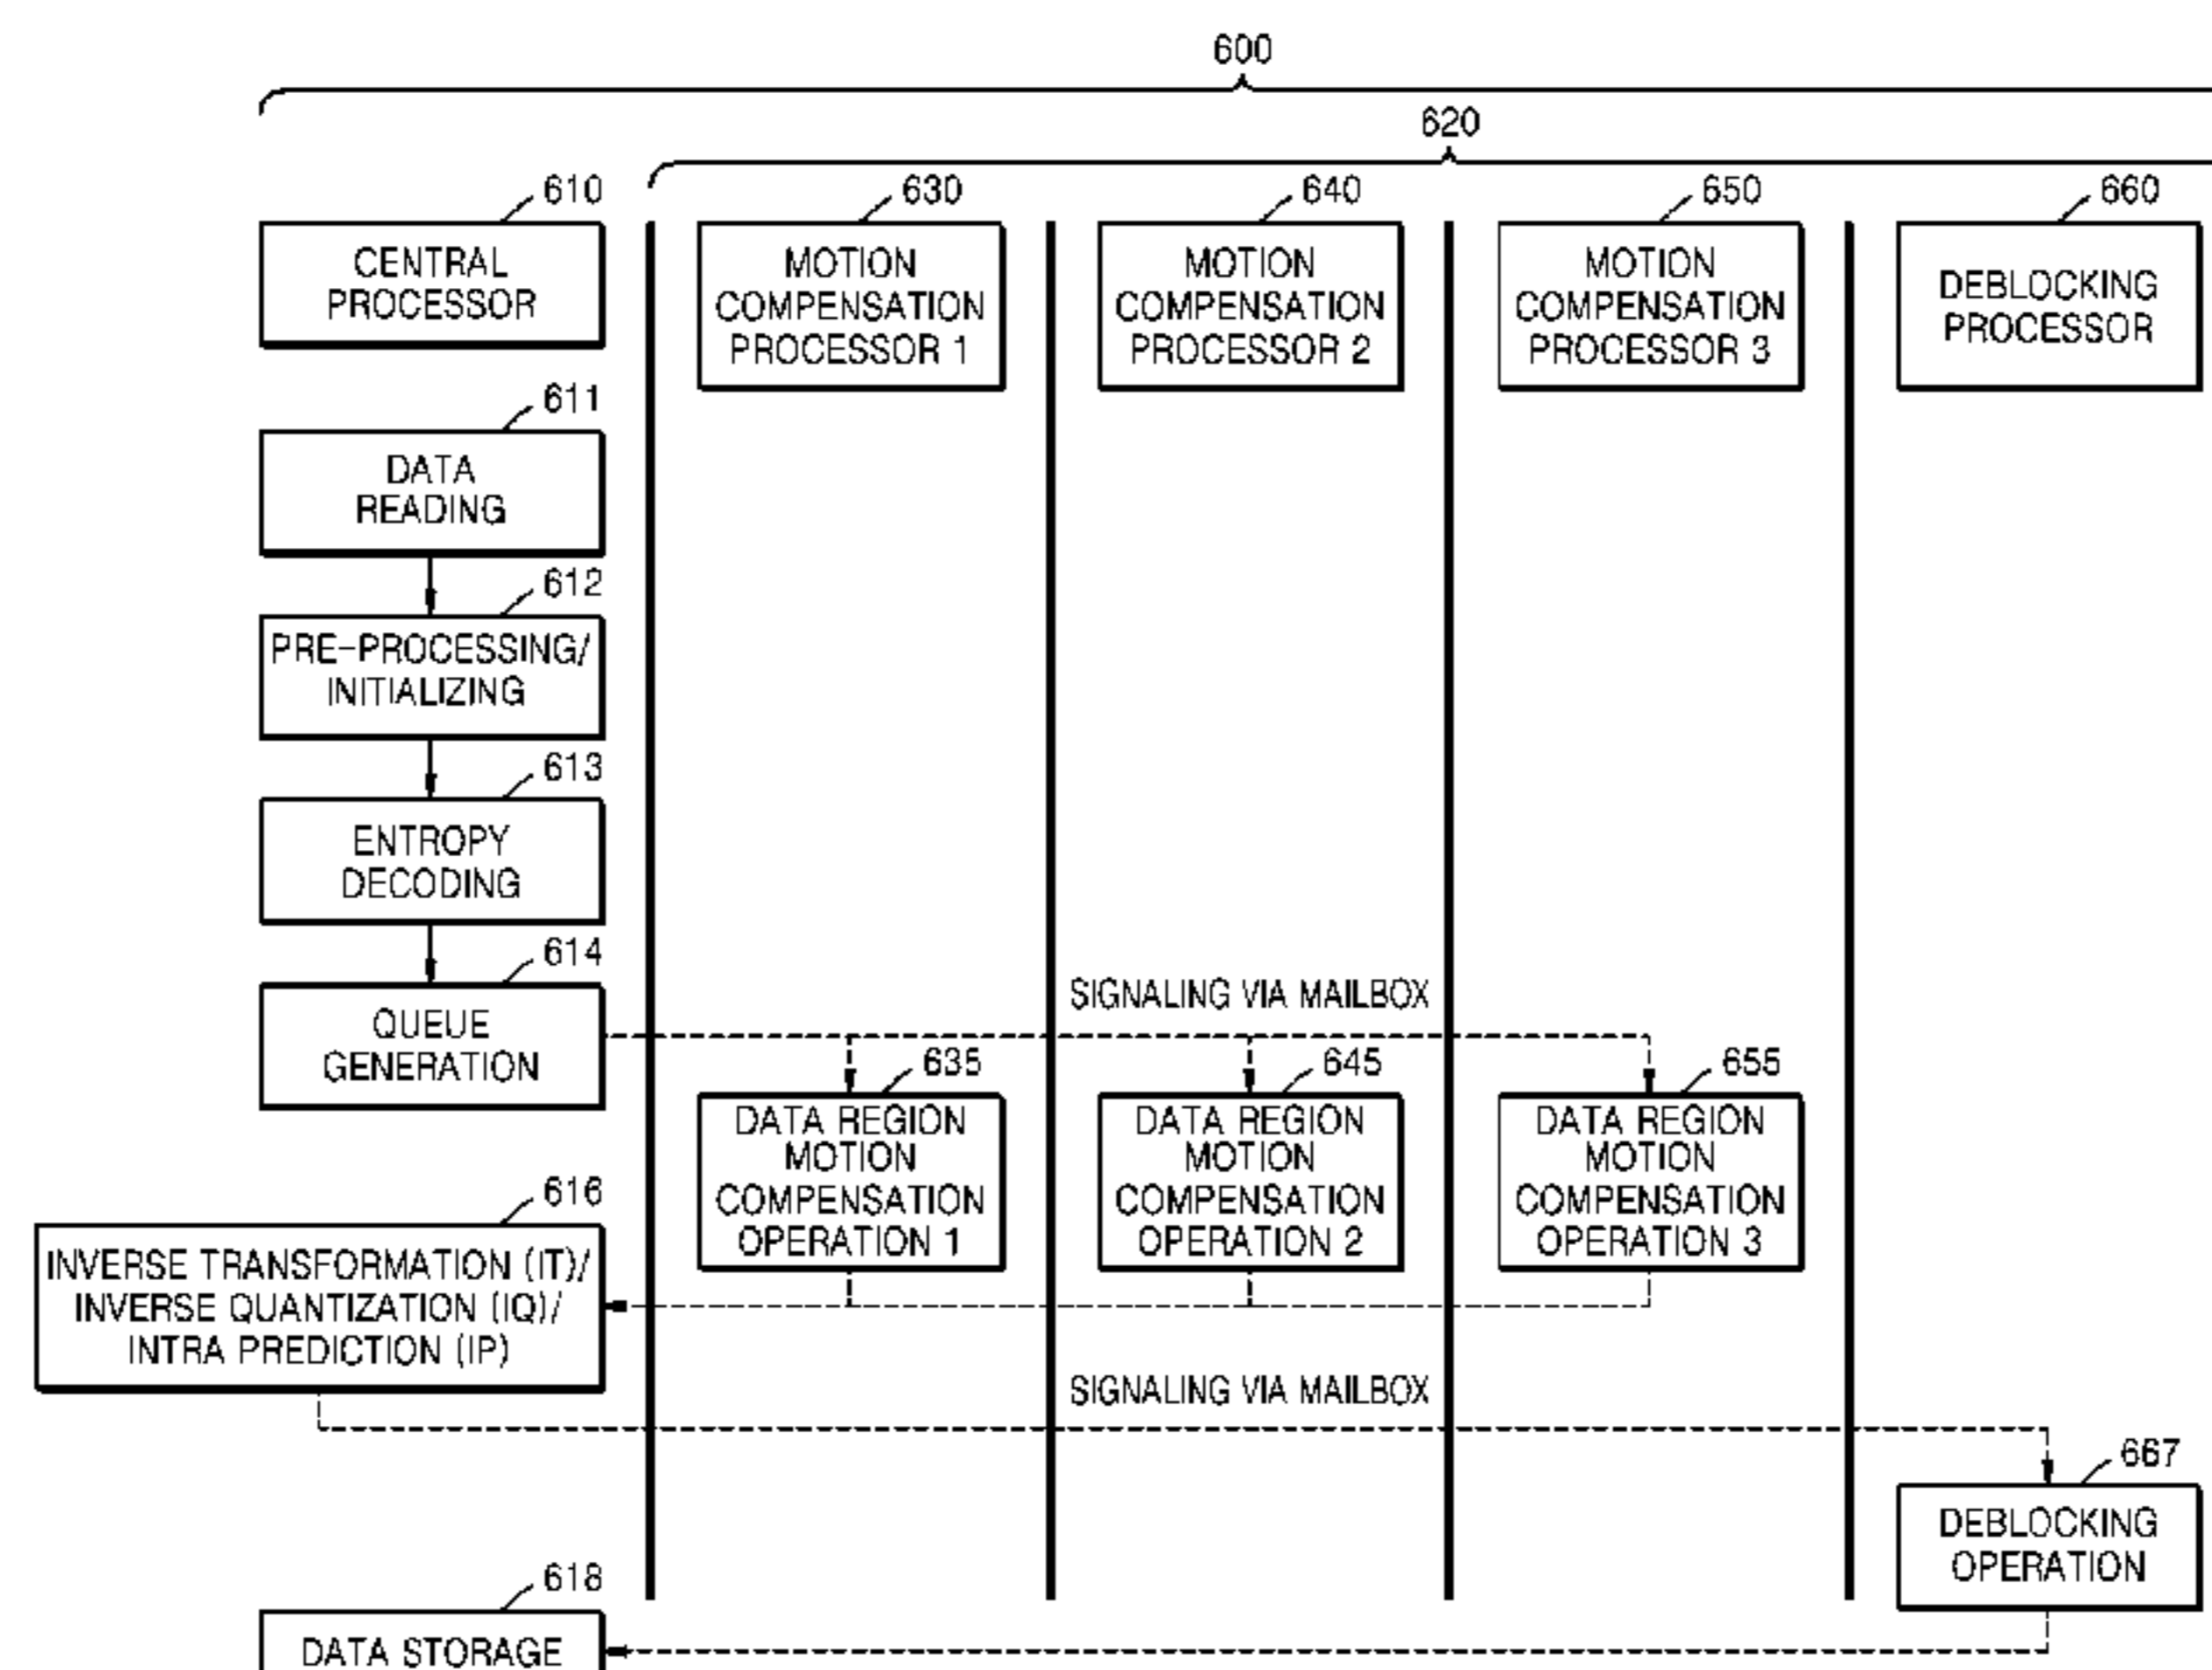 600
620
610
630
640
650
660
CENTRAL
PROCESSOR
MOTION
COMPENSATION
PROCESSOR 1
MOTION
COMPENSATION
PROCESSOR 2
MOTION
COMPENSATION
PROCESSOR 3
DEBLOCKING
PROCESSOR
611
DATA
READING
612
PRE-PROCESSING/
INITIALIZING
613
ENTROPY
DECODING
614
QUEUE
GENERATION
SIGNALING VIA MAILBOX
635
645
655
DATA REGION
MOTION
COMPENSATION
OPERATION 1
DATA REGION
MOTION
COMPENSATION
OPERATION 2
DATA REGION
MOTION
COMPENSATION
OPERATION 3
616
INVERSE TRANSFORMATION (IT)/
INVERSE QUANTIZATION (IQ)/
INTRA PREDICTION (IP)
SIGNALING VIA MAILBOX
667
DEBLOCKING
OPERATION
618
DATA STORAGE